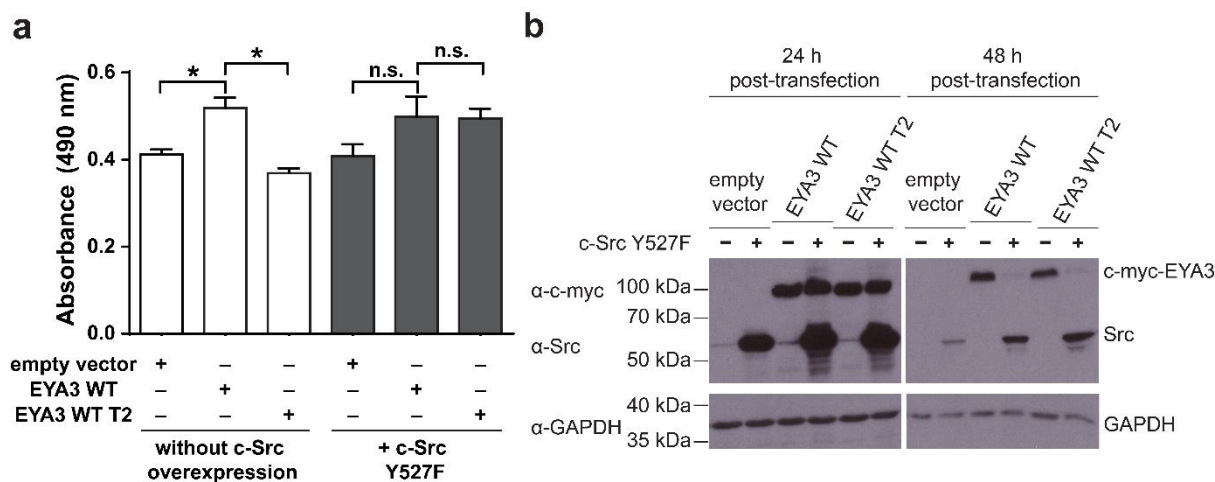 a
Absorbance (490 nm)
0.6
0.4
0.2
0.0
*
*
n.s.
n.s.
empty vector + – – + – –
EYA3 WT – + – – + –
EYA3 WT T2 – – + – – +
without c-Src
overexpression
+ c-Src
Y527F
b
24 h
post-transfection
48 h
post-transfection
empty
vector
EYA3 WT
EYA3 WT T2
empty
vector
EYA3 WT
EYA3 WT T2
c-Src Y527F – + – + – + – + – + – +
α-c-myc
100 kDa
c-myc-EYA3
70 kDa
α-Src
Src
50 kDa
40 kDa
α-GAPDH
GAPDH
35 kDa